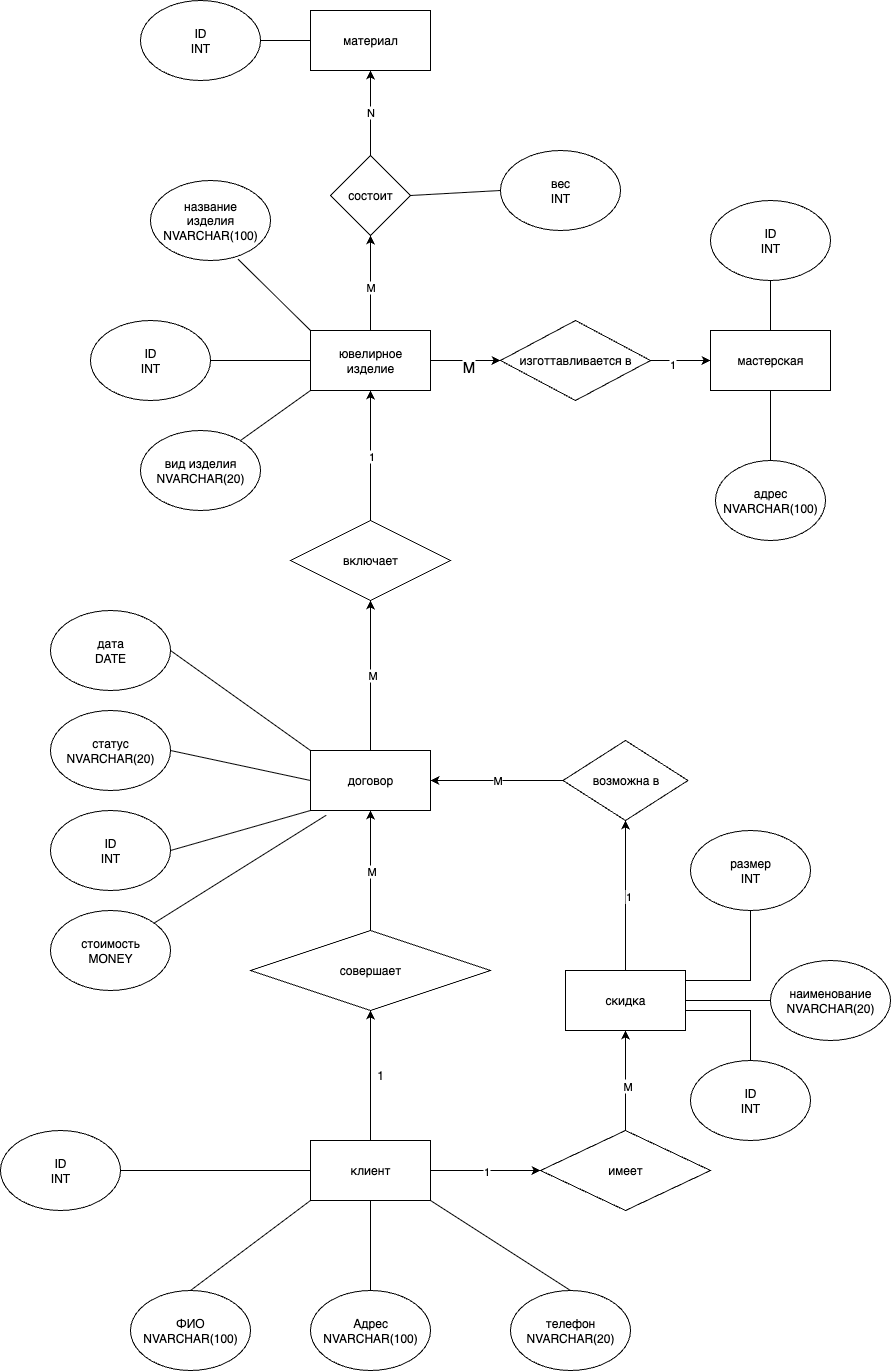 ID
INT
материал
N
состоит
вес
INT
название
изделия
NVARCHAR(100)
ID
INT
M
ID
INT
ювелирное
изделие
M
изготтавливается в
1
мастерская
вид изделия
NVARCHAR(20)
адрес
NVARCHAR(100)
1
включает
дата
DATE
M
статус
NVARCHAR(20)
договор
M
возможна в
ID
INT
M
размер
INT
1
стоимость
MONEY
совершает
скидка
наименование
NVARCHAR(20)
1
M
ID
INT
ID
INT
клиент
1
имеет
ФИО
NVARCHAR(100)
Адрес
NVARCHAR(100)
телефон
NVARCHAR(20)